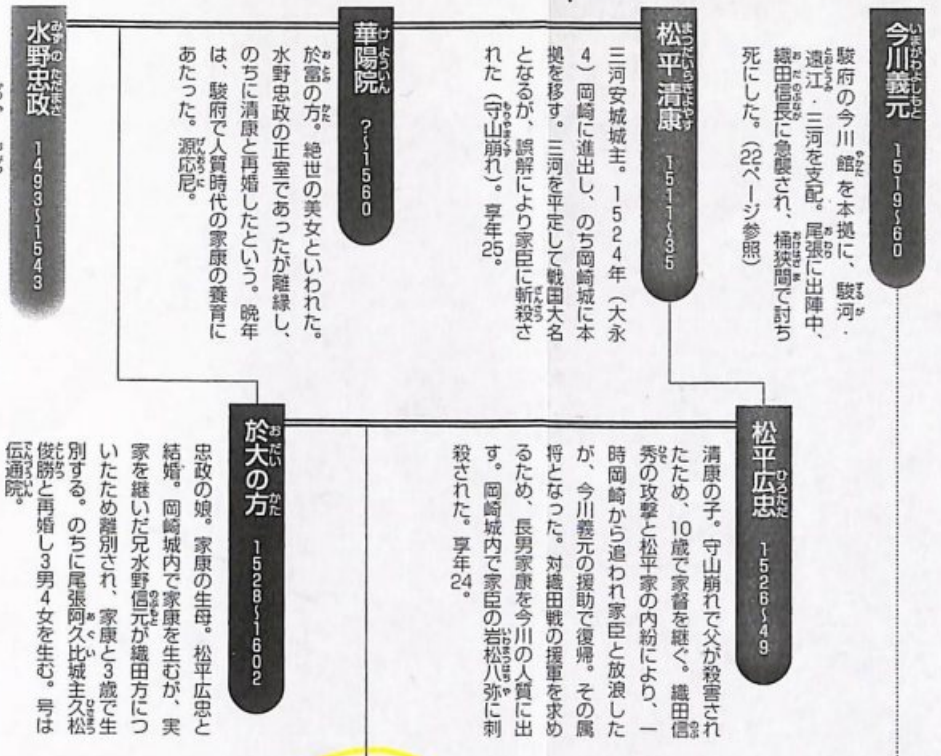 今川義元 1519~60
駿府の今川館を本拠に、駿河・
遠江・三河を支配。尾張に出陣中、
織田信長に急襲され、桶狭間で討ち
死にした。(22ページ参照)
松平清康 1511~35
三河安城城主。1524年(大永
4)岡崎に進出し、のち岡崎城に本
拠を移す。三河を平定して戦国大名
となるが、誤解により家臣に斬殺さ
れた(守山崩れ)。享年25。
華陽院 ?~1560
於富の方。絶世の美女といわれた。
水野忠政の正室であったが離縁し、
のちに清康と再婚したという。晩年
は、駿府で人質時代の家康の養育に
あたった。源応尼。
水野忠政 1493~1543
松平広忠 1526~49
清康の子。守山崩れで父が殺害され
たため、10歳で家督を継ぐ。織田信
秀の攻撃と松平家の内紛により、一
時岡崎から追われ家臣と放浪した
が、今川義元の援助で復帰。その属
将となった。対織田戦の援軍を求め
るため、長男家康を今川の人質に出
す。岡崎城内で家臣の岩松八弥に刺
殺された。享年24。
於大の方 1528~1602
忠政の娘。家康の生母。松平広忠と
結婚。岡崎城内で家康を生むが、実
家を継いだ兄水野信元が織田方につ
いたため離別され、家康と3歳で生
別する。のちに尾張阿久比城主久松
俊勝と再婚し3男4女を生む。号は
伝通院。